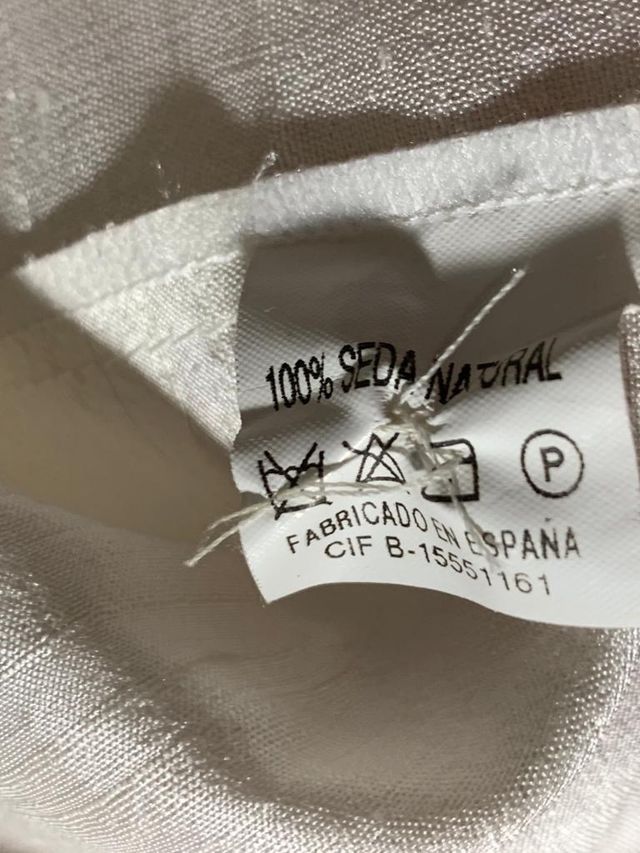 100% SEDA NATURAL
P
FABRICADO EN ESPAÑA
CIF B-15551161